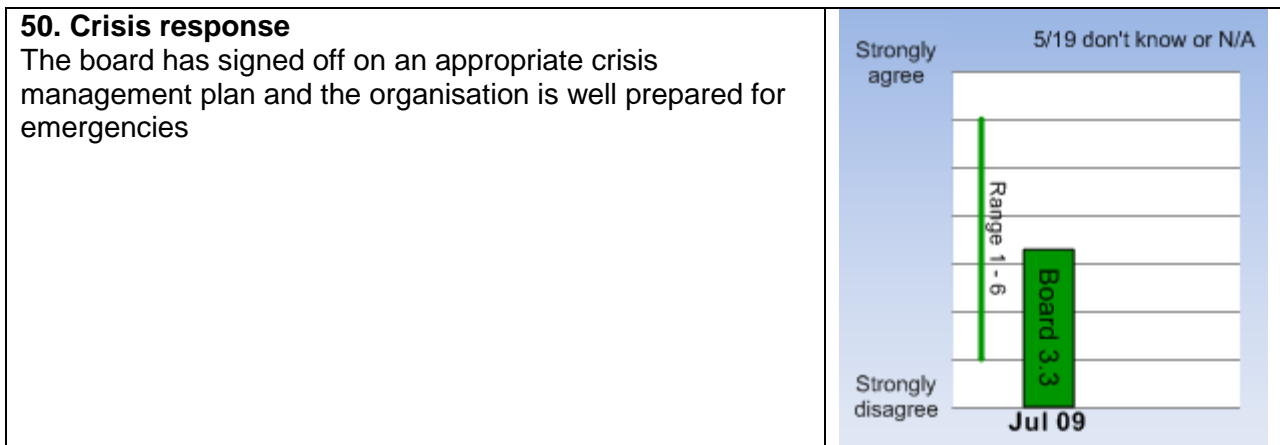 50. Crisis response
The board has signed off on an appropriate crisis
management plan and the organisation is well prepared for
emergencies
5/19 don't know or N/A
Strongly
agree
Range 1 - 6
Board 3.3
Strongly
disagree
Jul 09